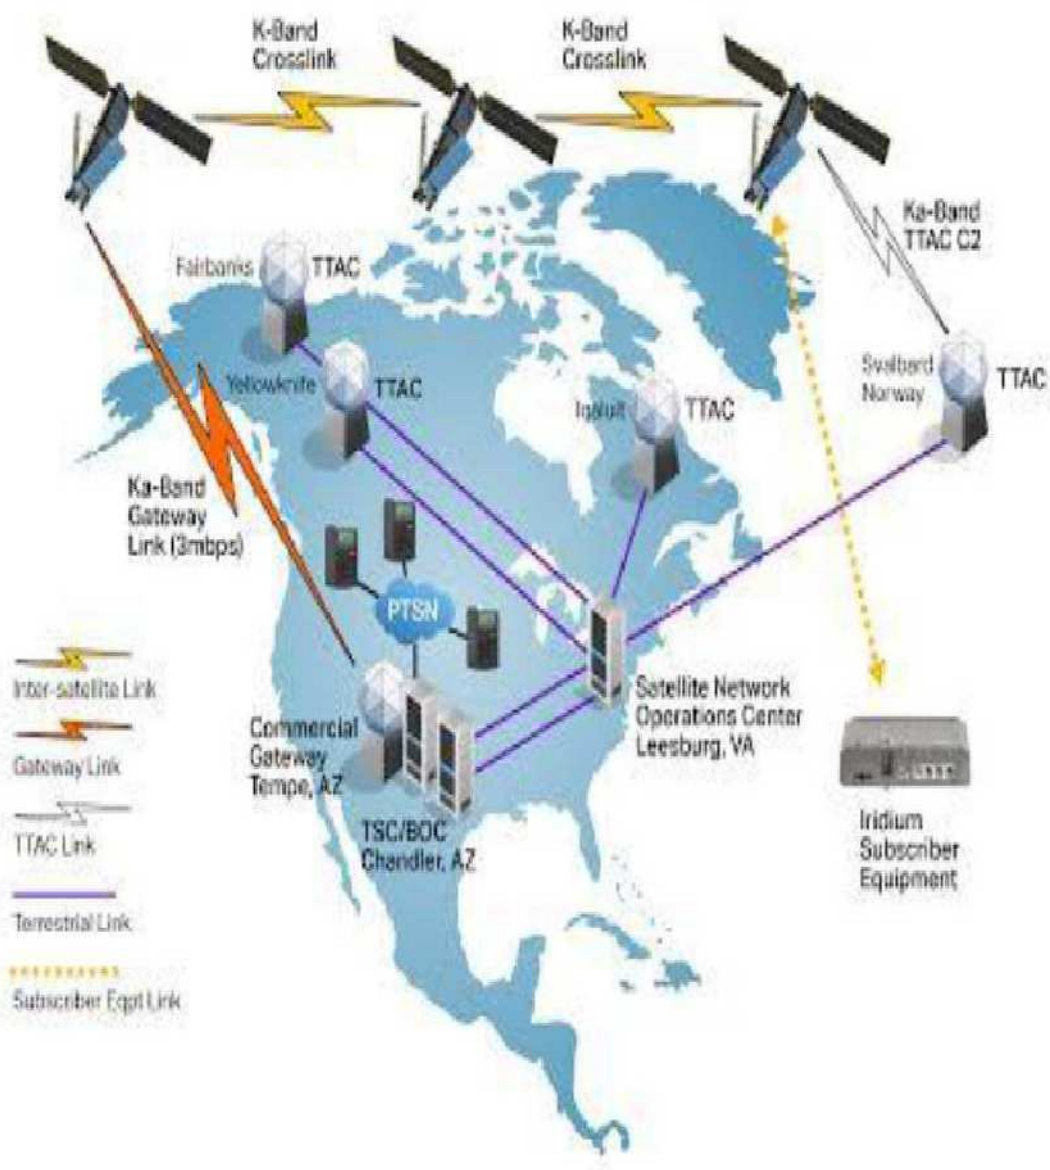 K-Band
Crosslink
K-Band
Crosslink
Ka-Band
TTAC C2
Fairbanks
TTAC
Yellowknife
TTAC
Iqaluit
TTAC
Svalbard
Norway
TTAC
Ka-Band
Gateway
Link (3mbps)
PTSN
Inter-satellite Link
Gateway Link
TTAC Link
Terrestrial Link
Subscriber Eqpt Link
Commercial
Gateway
Tempe, AZ
TSC/BOC
Chandler, AZ
Satellite Network
Operations Center
Leesburg, VA
Iridium
Subscriber
Equipment